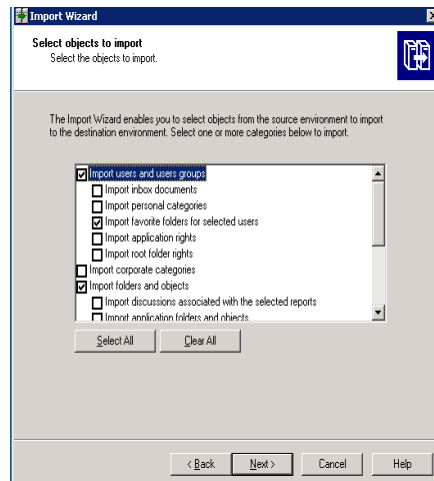 Import Wizard
Select objects to import
Select the objects to import.
The Import Wizard enables you to select objects from the source environment to import
to the destination environment. Select one or more categories below to import.
Import users and users groups
Import inbox documents
Import personal categories
Import favorite folders for selected users
Import application rights
Import root folder rights
Import corporate categories
Import folders and objects
Import discussions associated with the selected reports
Import application folders and objects
Select All Clear All
< Back Next > Cancel Help